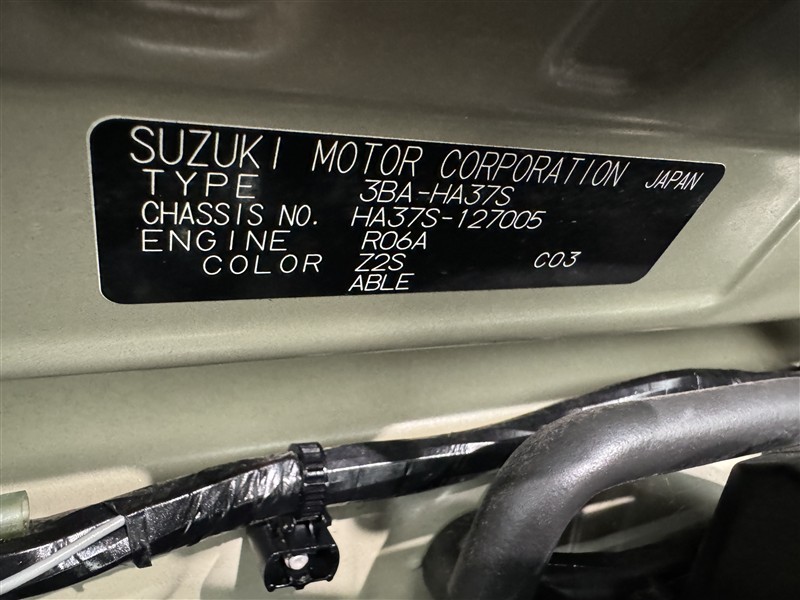 SUZUKI MOTOR CORPORATION JAPAN
TYPE 3BA-HA37S
CHASSIS NO. HA37S-127005
ENGINE R06A
COLOR Z2S C03
ABLE